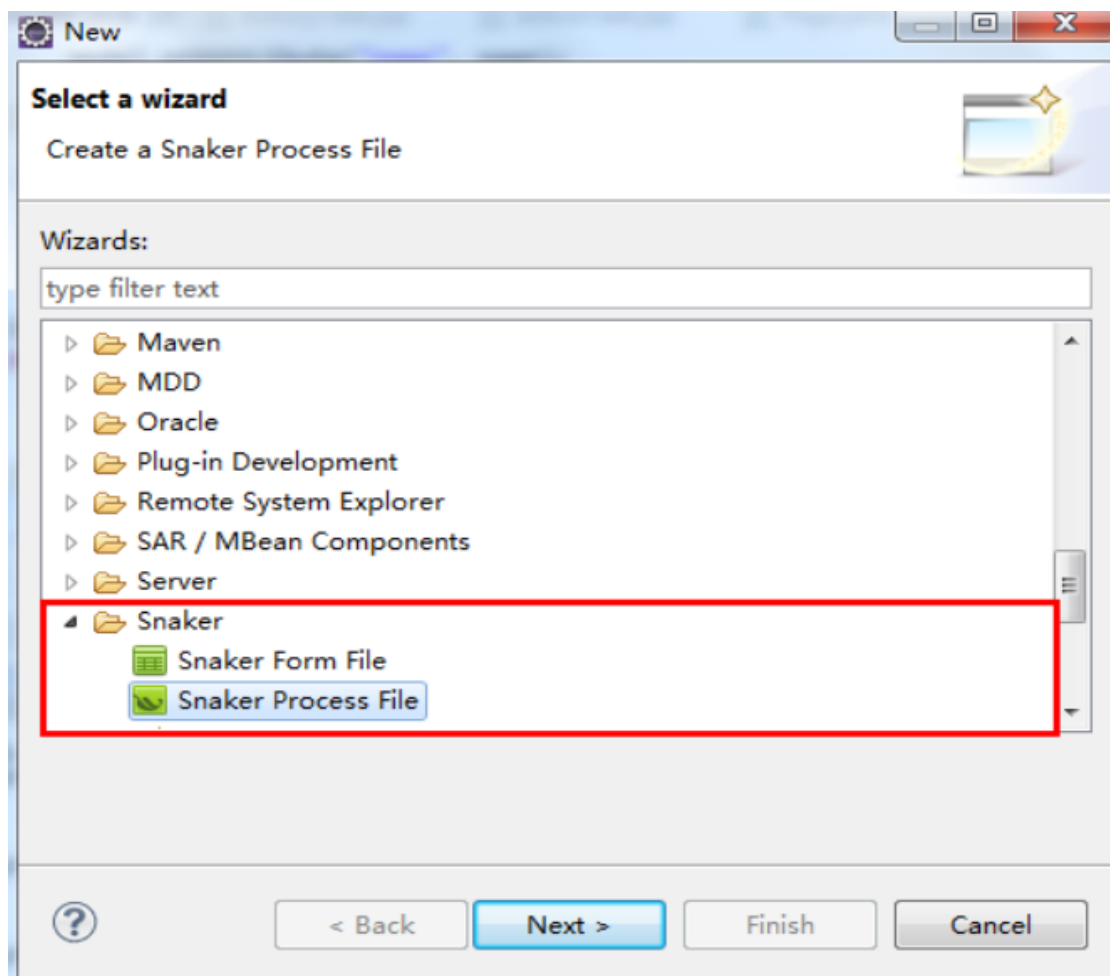 New
Select a wizard
Create a Snaker Process File
Wizards:
type filter text
Maven
MDD
Oracle
Plug-in Development
Remote System Explorer
SAR / MBean Components
Server
Snaker
Snaker Form File
Snaker Process File
< Back Next > Finish Cancel